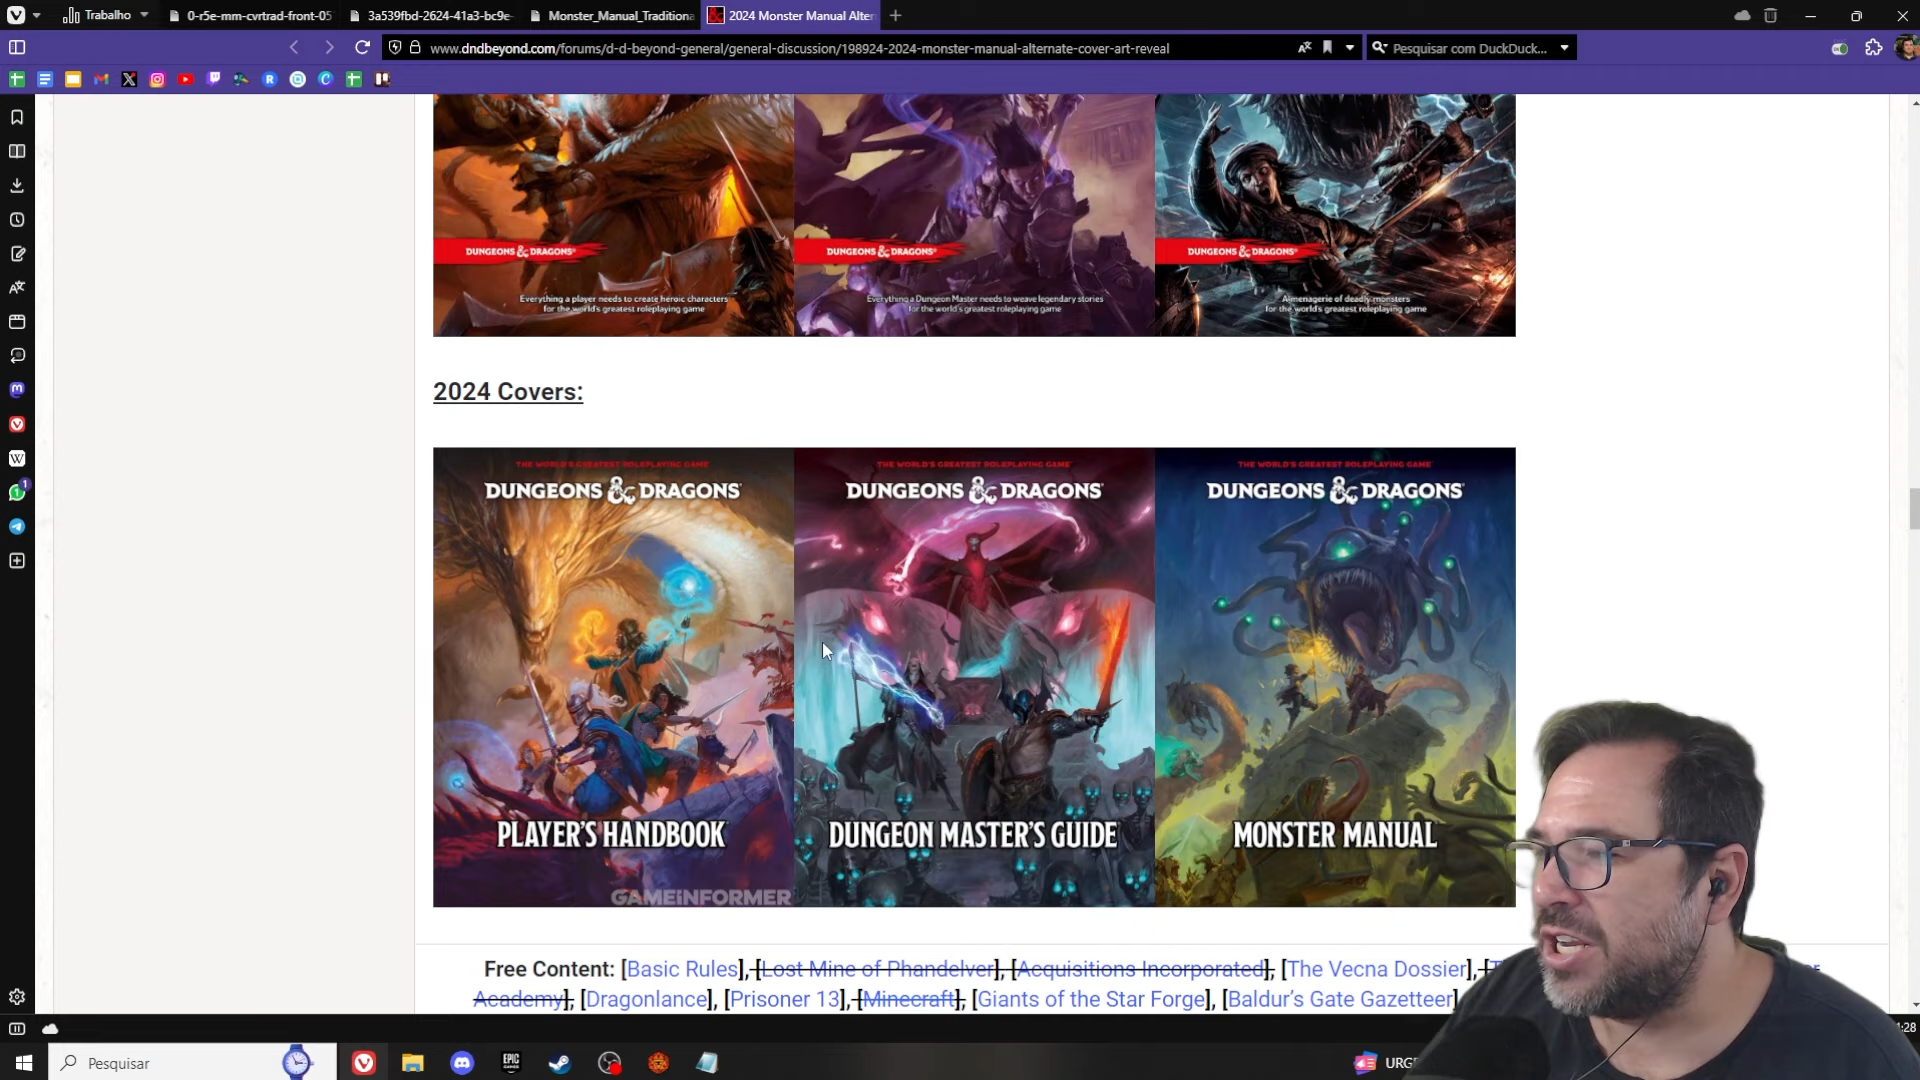 Trabalho
0-r5e-mm-cvrtrad-front-05
3a539fbd-2624-41a3-bc9e-
Monster_Manual_Traditiona
2024 Monster Manual Alter
www.dndbeyond.com/forums/d-d-beyond-general/general-discussion/198924-2024-monster-manual-alternate-cover-art-reveal
Pesquisar com DuckDuck...
DUNGEONS & DRAGONS
Everything a player needs to create heroic characters
for the world's greatest roleplaying game
DUNGEONS & DRAGONS
Everything a Dungeon Master needs to weave legendary stories
for the world's greatest roleplaying game
DUNGEONS & DRAGONS
A menagerie of deadly monsters
for the world's greatest roleplaying game
2024 Covers:
THE WORLD'S GREATEST ROLEPLAYING GAME
DUNGEONS & DRAGONS
PLAYER'S HANDBOOK
GAMEINFORMER
THE WORLD'S GREATEST ROLEPLAYING GAME
DUNGEONS & DRAGONS
DUNGEON MASTER'S GUIDE
THE WORLD'S GREATEST ROLEPLAYING GAME
DUNGEONS & DRAGONS
MONSTER MANUAL
Free Content: [Basic Rules], [Lost Mine of Phandelver], [Acquisitions Incorporated], [The Vecna Dossier], [T
Academy], [Dragonlance], [Prisoner 13], [Minecraft], [Giants of the Star Forge], [Baldur's Gate Gazetteer]
:28
1
Pesquisar
EPIC
URGE